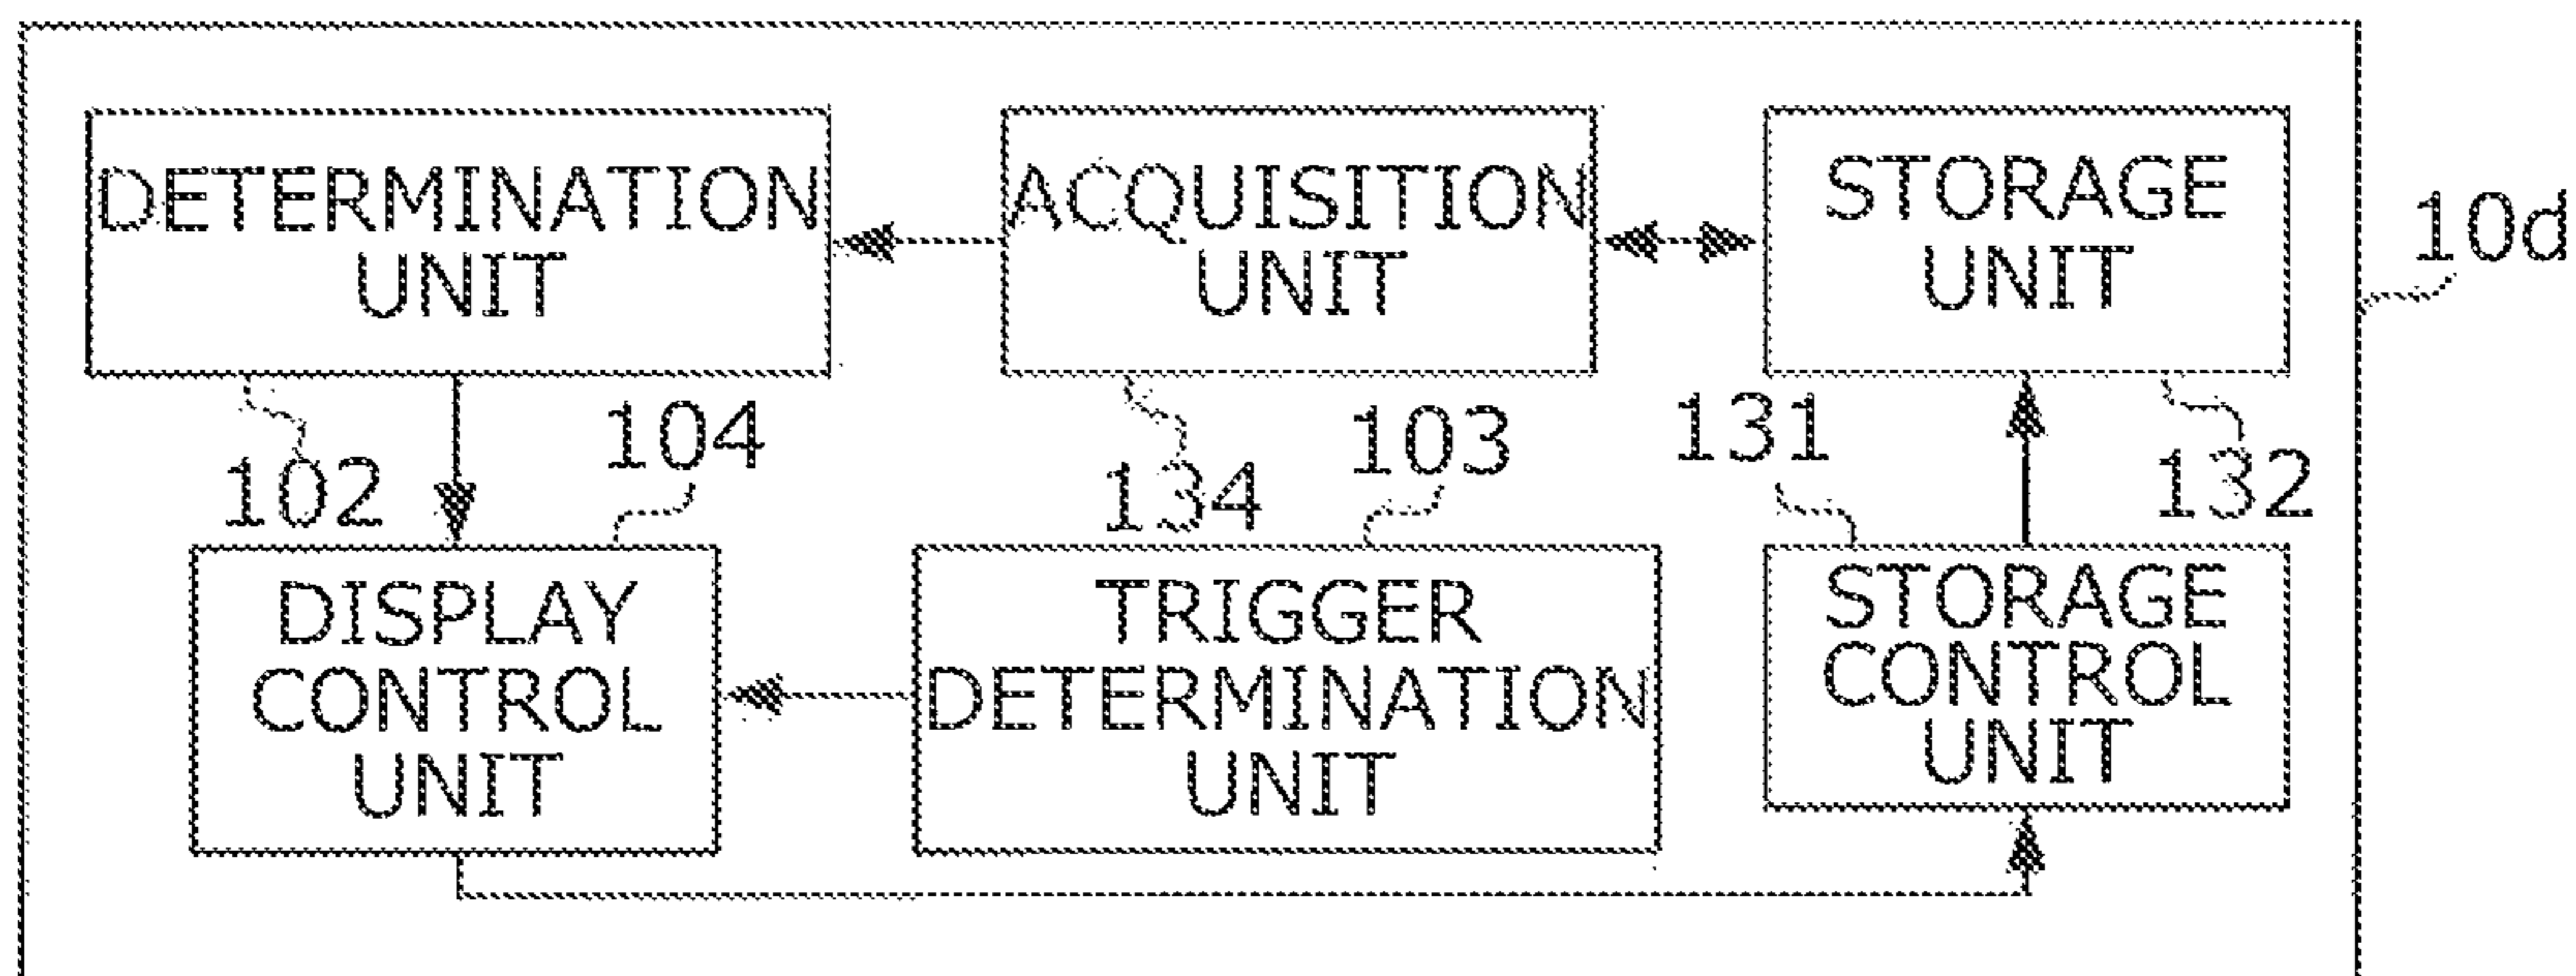 DETERMINATION
UNIT
ACQUISITION
UNIT
STORAGE
UNIT
10d
102
104
134
103
131
132
DISPLAY
CONTROL
UNIT
TRIGGER
DETERMINATION
UNIT
STORAGE
CONTROL
UNIT